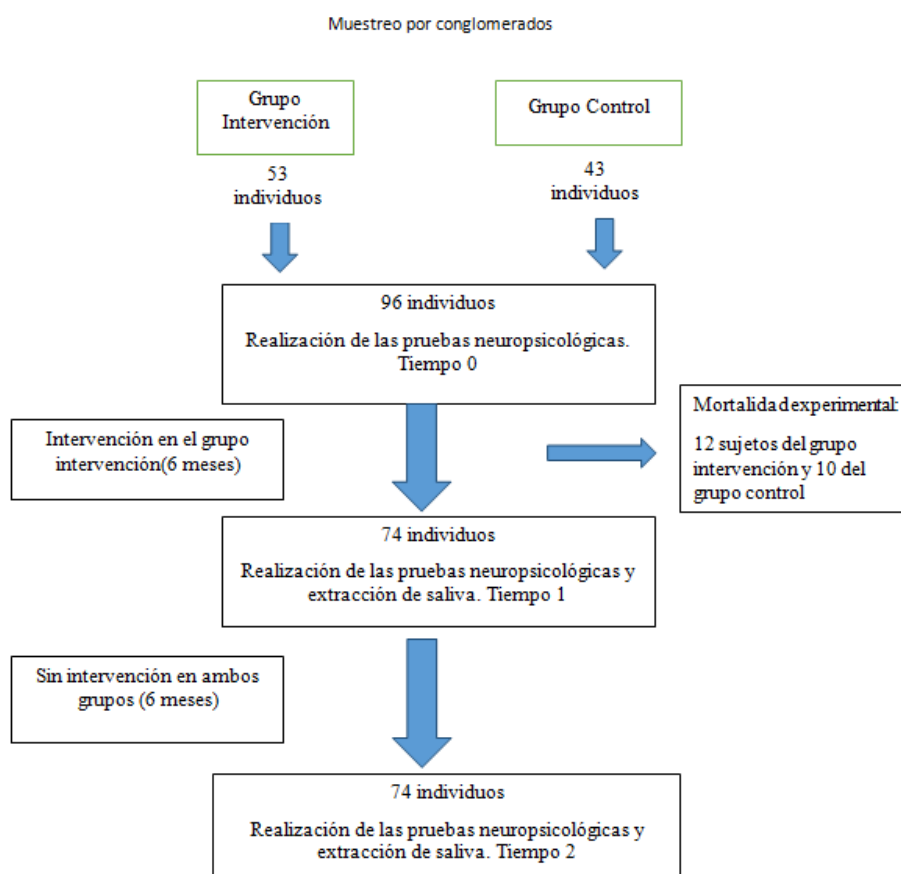 Muestreo por conglomerados
Grupo
Intervención
Grupo Control
53
individuos
43
individuos
96 individuos
Realización de las pruebas neuropsicológicas.
Tiempo 0
Intervención en el grupo
intervención(6 meses)
Mortalidad experimental:
12 sujetos del grupo
intervención y 10 del
grupo control
74 individuos
Realización de las pruebas neuropsicológicas y
extracción de saliva. Tiempo 1
Sin intervención en ambos
grupos (6 meses)
74 individuos
Realización de las pruebas neuropsicológicas y
extracción de saliva. Tiempo 2